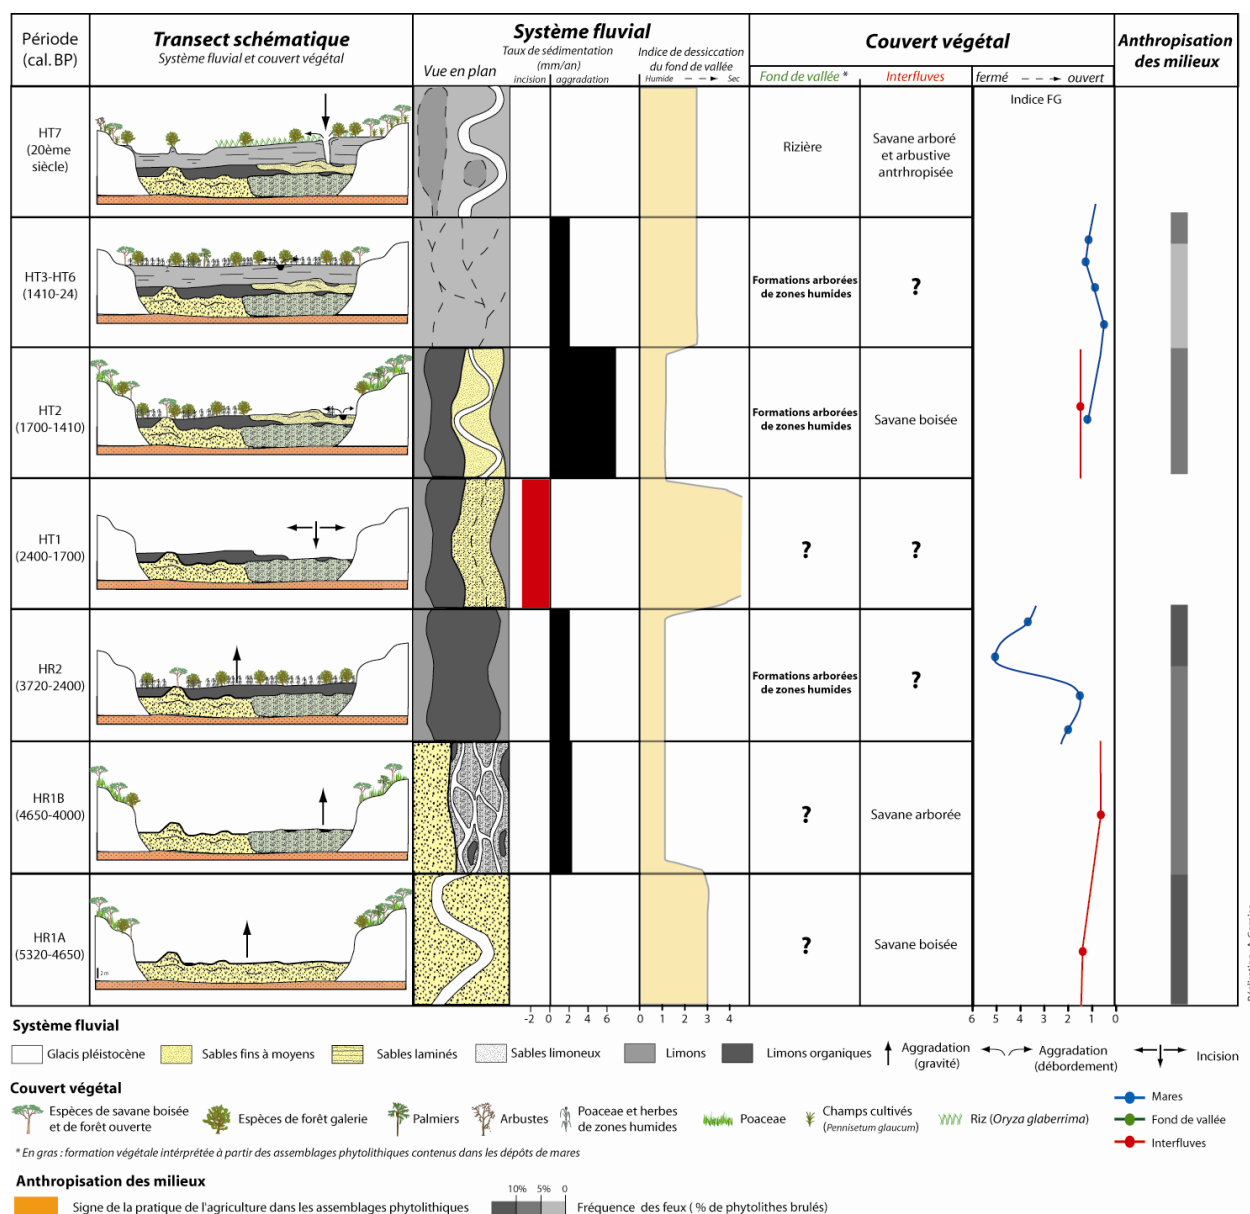 Période
(cal. BP)
Transect schématique
Système fluvial et couvert végétal
Système fluvial
Vue en plan
Taux de sédimentation
(mm/an)
incision
aggradation
Indice de dessiccation
du fond de vallée
Humide
Sec
Couvert végétal
Fond de vallée *
Interfluves
fermé
ouvert
Anthropisation
des milieux
HT7
(20ème
siècle)
Rizière
Savane arboré
et arbustive
antrhropisée
Indice FG
HT3-HT6
(1410-24)
Formations arborées
de zones humides
?
HT2
(1700-1410)
Formations arborées
de zones humides
Savane boisée
HT1
(2400-1700)
?
?
HR2
(3720-2400)
Formations arborées
de zones humides
?
HR1B
(4650-4000)
?
Savane arborée
HR1A
(5320-4650)
2 m
?
Savane boisée
-2 0 2 4 6
0 1 2 3 4
6 5 4 3 2 1 0
Système fluvial
Glacis pléistocène
Sables fins à moyens
Sables laminés
Sables limoneux
Limons
Limons organiques
Aggradation
(gravité)
Aggradation
(débordement)
Incision
Couvert végétal
Espèces de savane boisée
et de forêt ouverte
Espèces de forêt galerie
Palmiers
Arbustes
Poaceae et herbes
de zones humides
Poaceae
Champs cultivés
(Pennisetum glaucum)
Riz (Oryza glaberrima)
Mares
Fond de vallée
Interfluves
* En gras : formation végétale intérprétée à partir des assemblages phytolithiques contenus dans les dépôts de mares
Anthropisation des milieux
Signe de la pratique de l'agriculture dans les assemblages phytolithiques
10% 5% 0
Fréquence des feux ( % de phytolithes brulés)